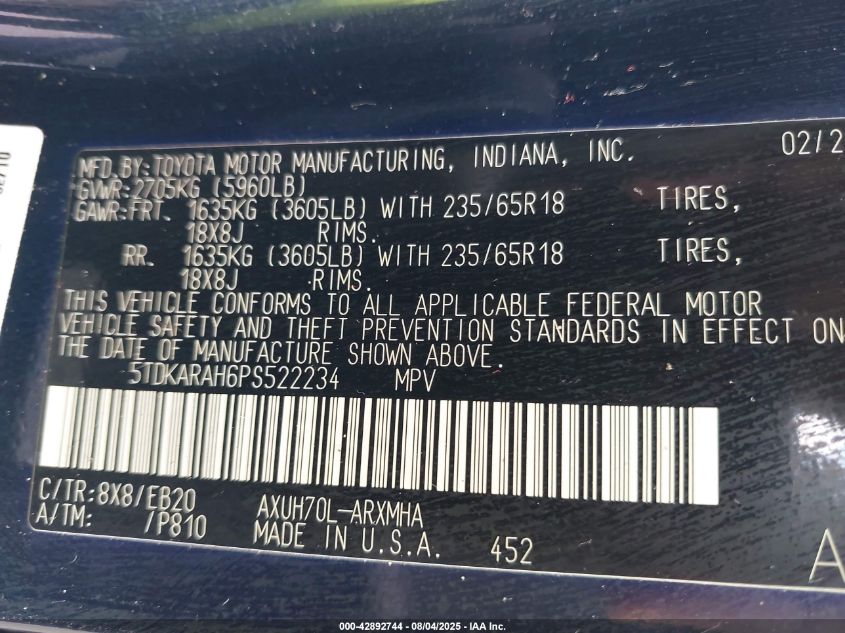 MFD.BY:TOYOTA MOTOR MANUFACTURING, INDIANA, INC. 02/2
GVWR:2705KG (5960LB)
GAWR:FRT. 1635KG (3605LB) WITH 235/65R18 TIRES,
18X8J RIMS.
RR. 1635KG (3605LB) WITH 235/65R18 TIRES,
18X8J RIMS.
THIS VEHICLE CONFORMS TO ALL APPLICABLE FEDERAL MOTOR
VEHICLE SAFETY AND THEFT PREVENTION STANDARDS IN EFFECT ON
THE DATE OF MANUFACTURE SHOWN ABOVE.
5TDKARAH6PS522234 MPV
C/TR:8X8/EB20 AXUH70L-ARXMHA
A/TM: /P810 MADE IN U.S.A. 452 A
000-42892744 - 08/04/2025 - IAA Inc.